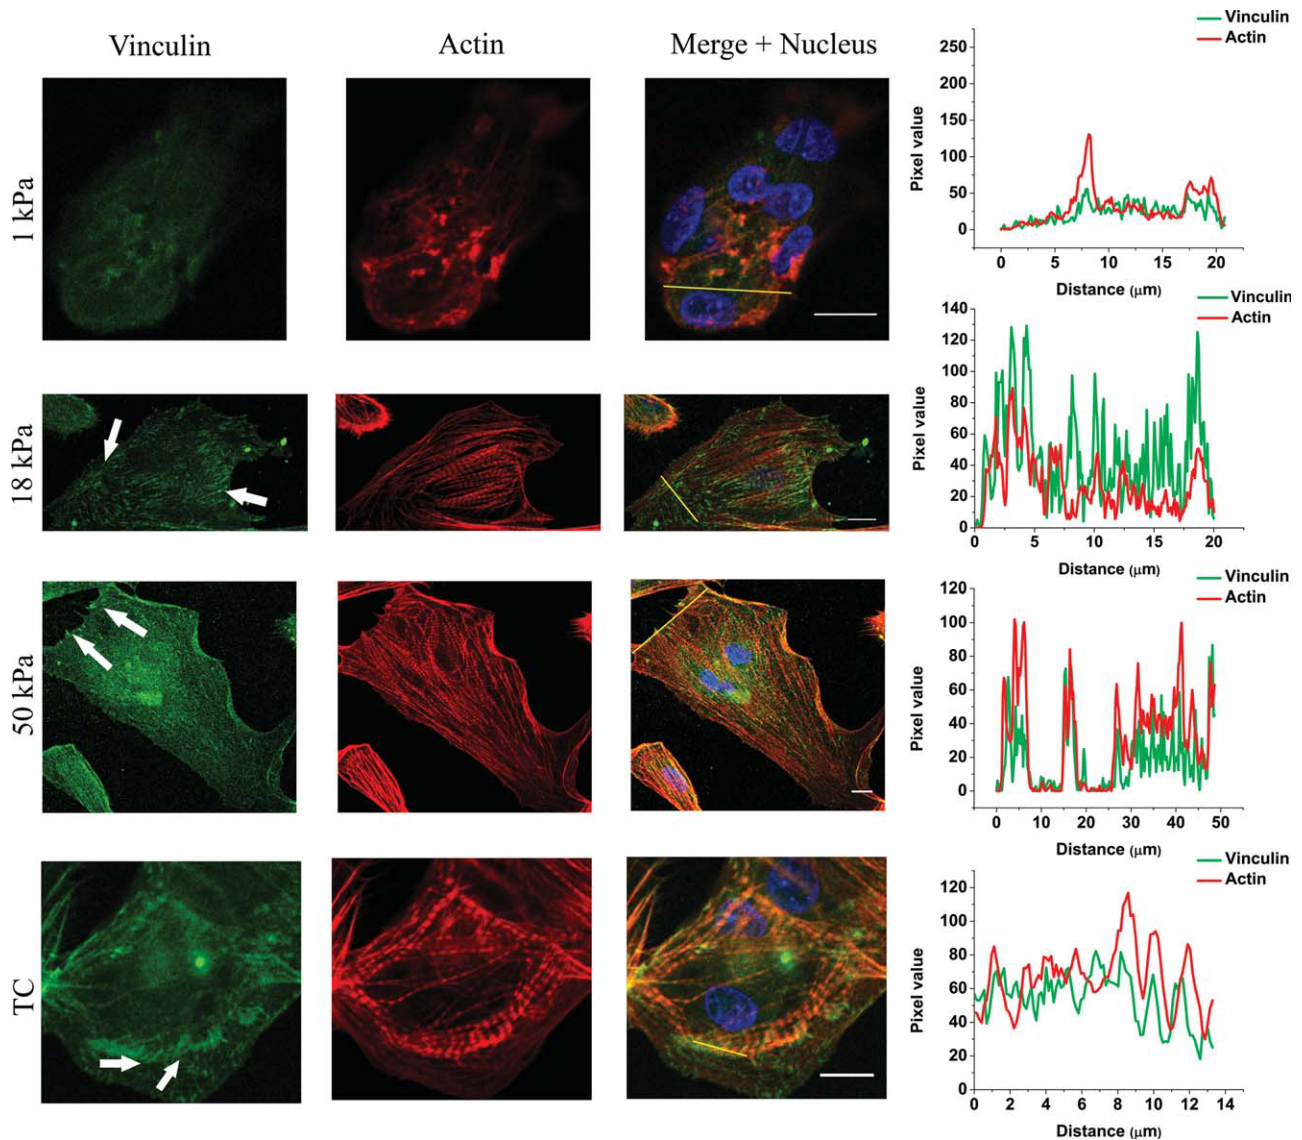 Vinculin
Actin
Merge + Nucleus
1 kPa
18 kPa
50 kPa
TC
Vinculin
Actin
Pixel value
250
200
150
100
50
0
0 5 10 15 20
Distance (μm)
Vinculin
Actin
Pixel value
140
120
100
80
60
40
20
0
0 5 10 15 20
Distance (μm)
Vinculin
Actin
Pixel value
120
100
80
60
40
20
0
0 10 20 30 40 50
Distance (μm)
Vinculin
Actin
Pixel value
120
100
80
60
40
20
0
0 2 4 6 8 10 12 14
Distance (μm)